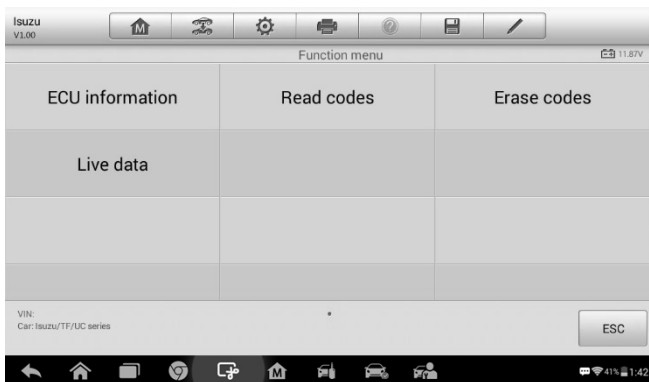 Isuzu
V1.00
M
?
Function menu
11.87V
ECU information
Read codes
Erase codes
Live data
VIN:
Car: Isuzu/TF/UC series
ESC
M
41% 1:42